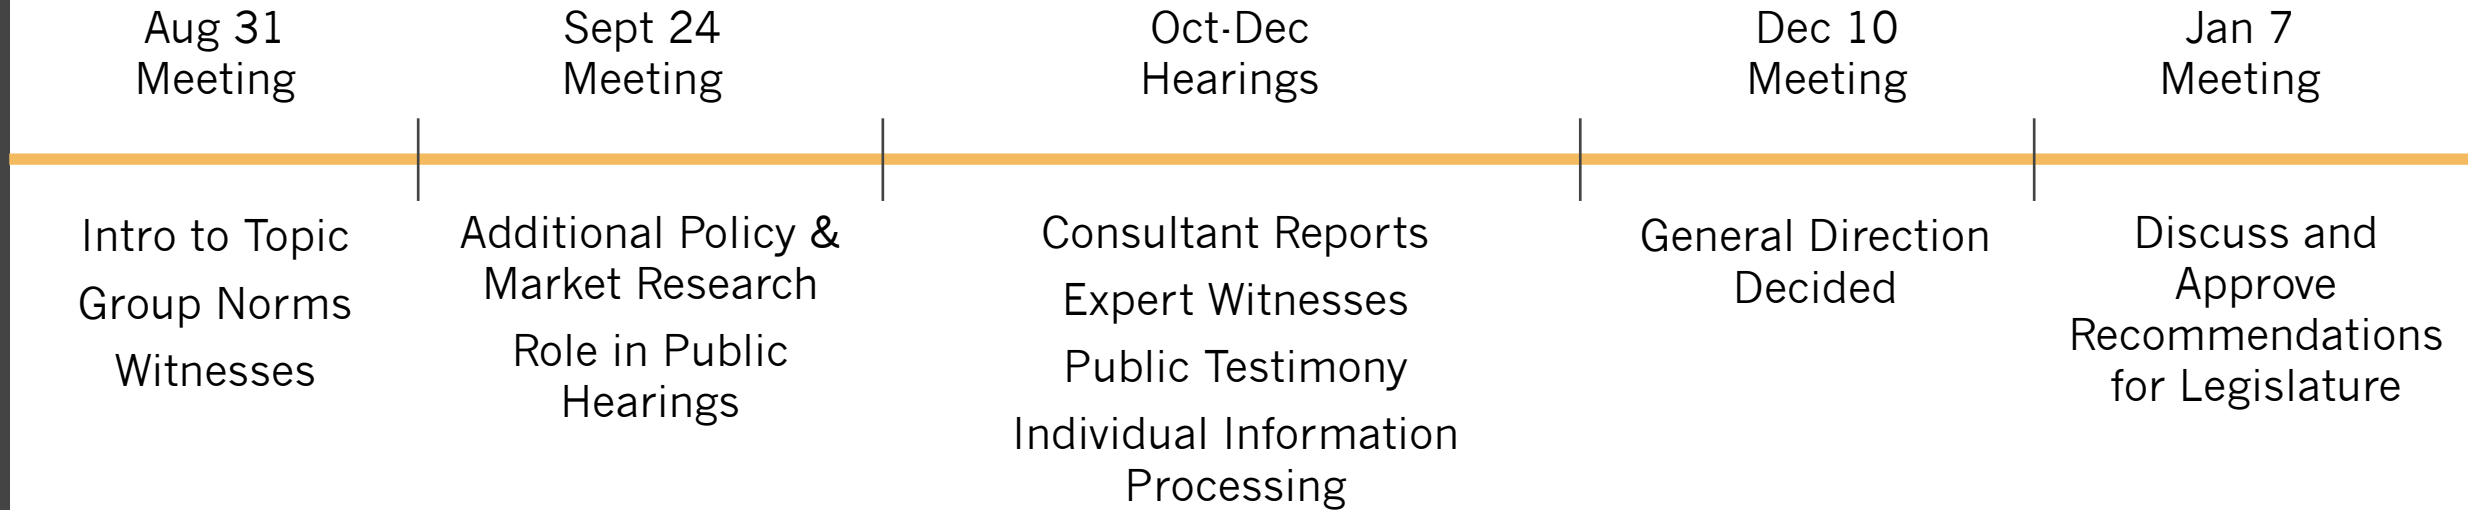 Aug 31
Meeting
Sept 24
Meeting
Oct-Dec
Hearings
Dec 10
Meeting
Jan 7
Meeting
Intro to Topic
Group Norms
Witnesses
Additional Policy &
Market Research
Role in Public
Hearings
Consultant Reports
Expert Witnesses
Public Testimony
Individual Information
Processing
General Direction
Decided
Discuss and
Approve
Recommendations
for Legislature